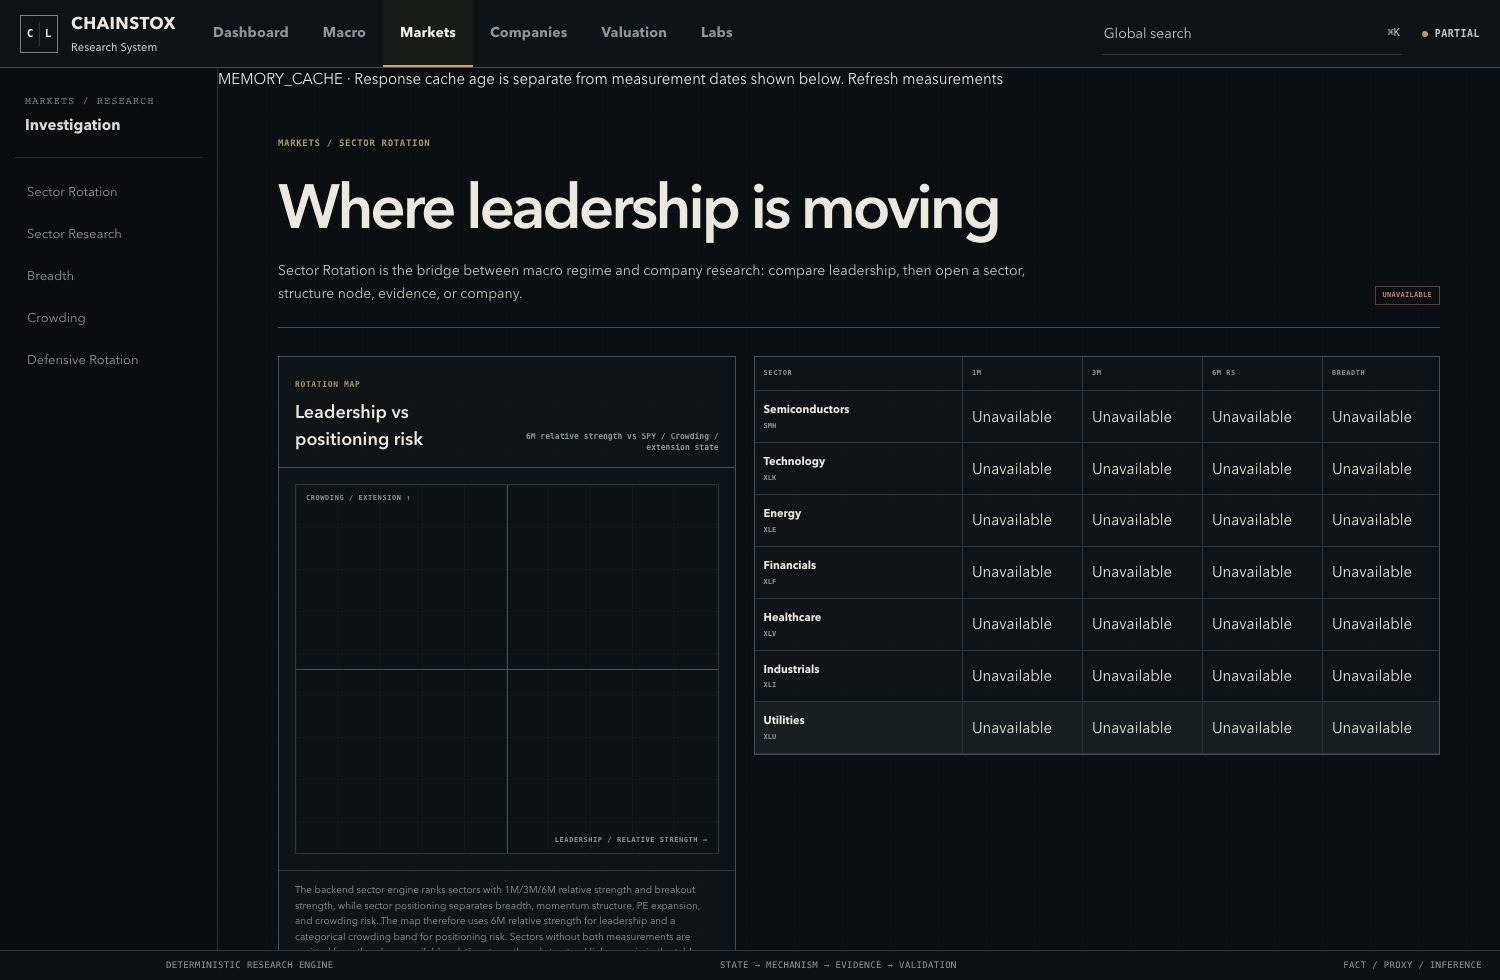 C L
CHAINSTOX
Research System
Dashboard
Macro
Markets
Companies
Valuation
Labs
Global search
⌘K
PARTIAL
MARKETS / RESEARCH
Investigation
Sector Rotation
Sector Research
Breadth
Crowding
Defensive Rotation
MEMORY_CACHE · Response cache age is separate from measurement dates shown below. Refresh measurements
MARKETS / SECTOR ROTATION
Where leadership is moving
Sector Rotation is the bridge between macro regime and company research: compare leadership, then open a sector,
structure node, evidence, or company.
UNAVAILABLE
ROTATION MAP
Leadership vs
positioning risk
6M relative strength vs SPY / Crowding /
extension state
CROWDING / EXTENSION ↑
LEADERSHIP / RELATIVE STRENGTH →
The backend sector engine ranks sectors with 1M/3M/6M relative strength and breakout
strength, while sector positioning separates breadth, momentum structure, PE expansion,
and crowding risk. The map therefore uses 6M relative strength for leadership and a
categorical crowding band for positioning risk. Sectors without both measurements are
SECTOR 1M 3M 6M RS BREADTH
Semiconductors
SMH
Unavailable Unavailable Unavailable Unavailable
Technology
XLK
Unavailable Unavailable Unavailable Unavailable
Energy
XLE
Unavailable Unavailable Unavailable Unavailable
Financials
XLF
Unavailable Unavailable Unavailable Unavailable
Healthcare
XLV
Unavailable Unavailable Unavailable Unavailable
Industrials
XLI
Unavailable Unavailable Unavailable Unavailable
Utilities
XLU
Unavailable Unavailable Unavailable Unavailable
DETERMINISTIC RESEARCH ENGINE
STATE → MECHANISM → EVIDENCE → VALIDATION
FACT / PROXY / INFERENCE